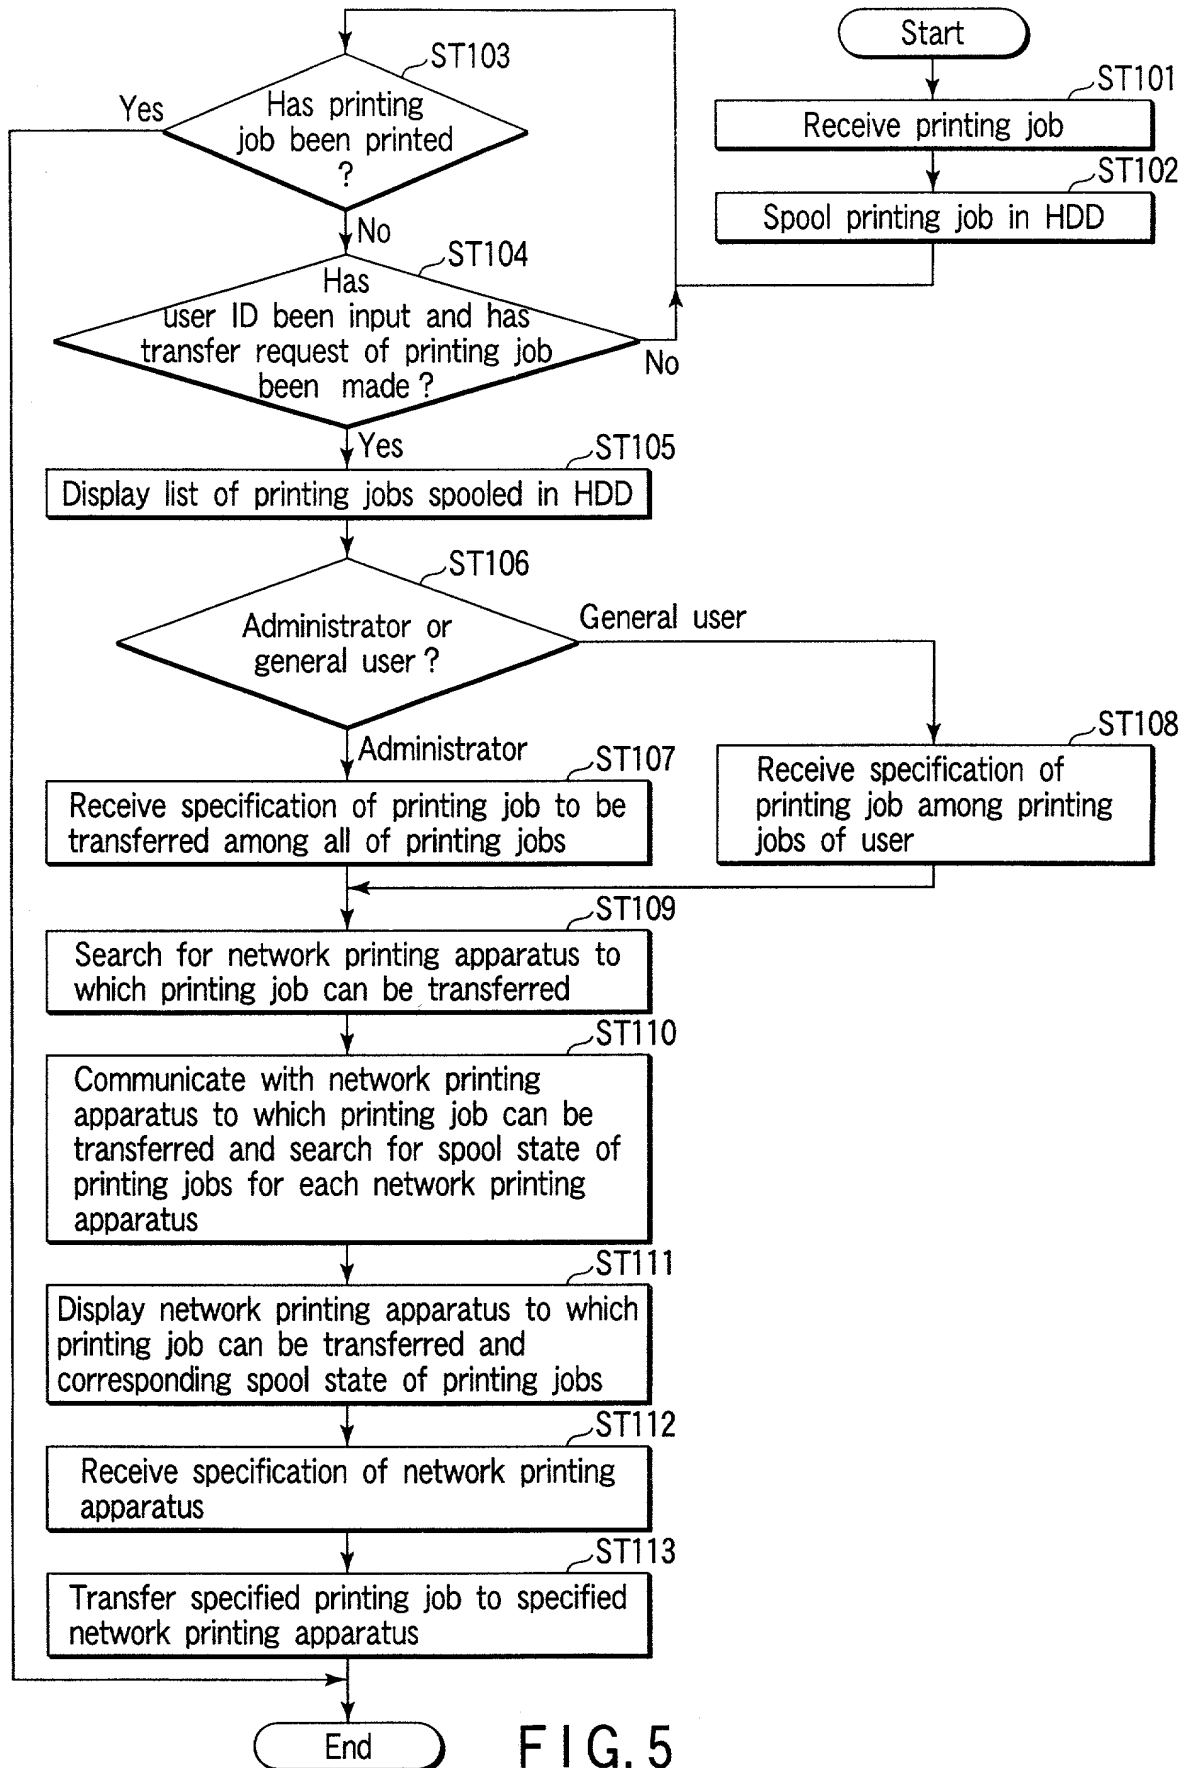 Start
ST101
Receive printing job
ST102
Spool printing job in HDD
ST103
Has printing
job been printed
?
Yes
No
ST104
Has
user ID been input and has
transfer request of printing job
been made?
No
Yes
ST105
Display list of printing jobs spooled in HDD
ST106
Administrator or
general user?
General user
Administrator
ST107
Receive specification of printing job to be
transferred among all of printing jobs
ST108
Receive specification of
printing job among printing
jobs of user
ST109
Search for network printing apparatus to
which printing job can be transferred
ST110
Communicate with network printing
apparatus to which printing job can be
transferred and search for spool state of
printing jobs for each network printing
apparatus
ST111
Display network printing apparatus to which
printing job can be transferred and
corresponding spool state of printing jobs
ST112
Receive specification of network printing
apparatus
ST113
Transfer specified printing job to specified
network printing apparatus
End
FIG. 5